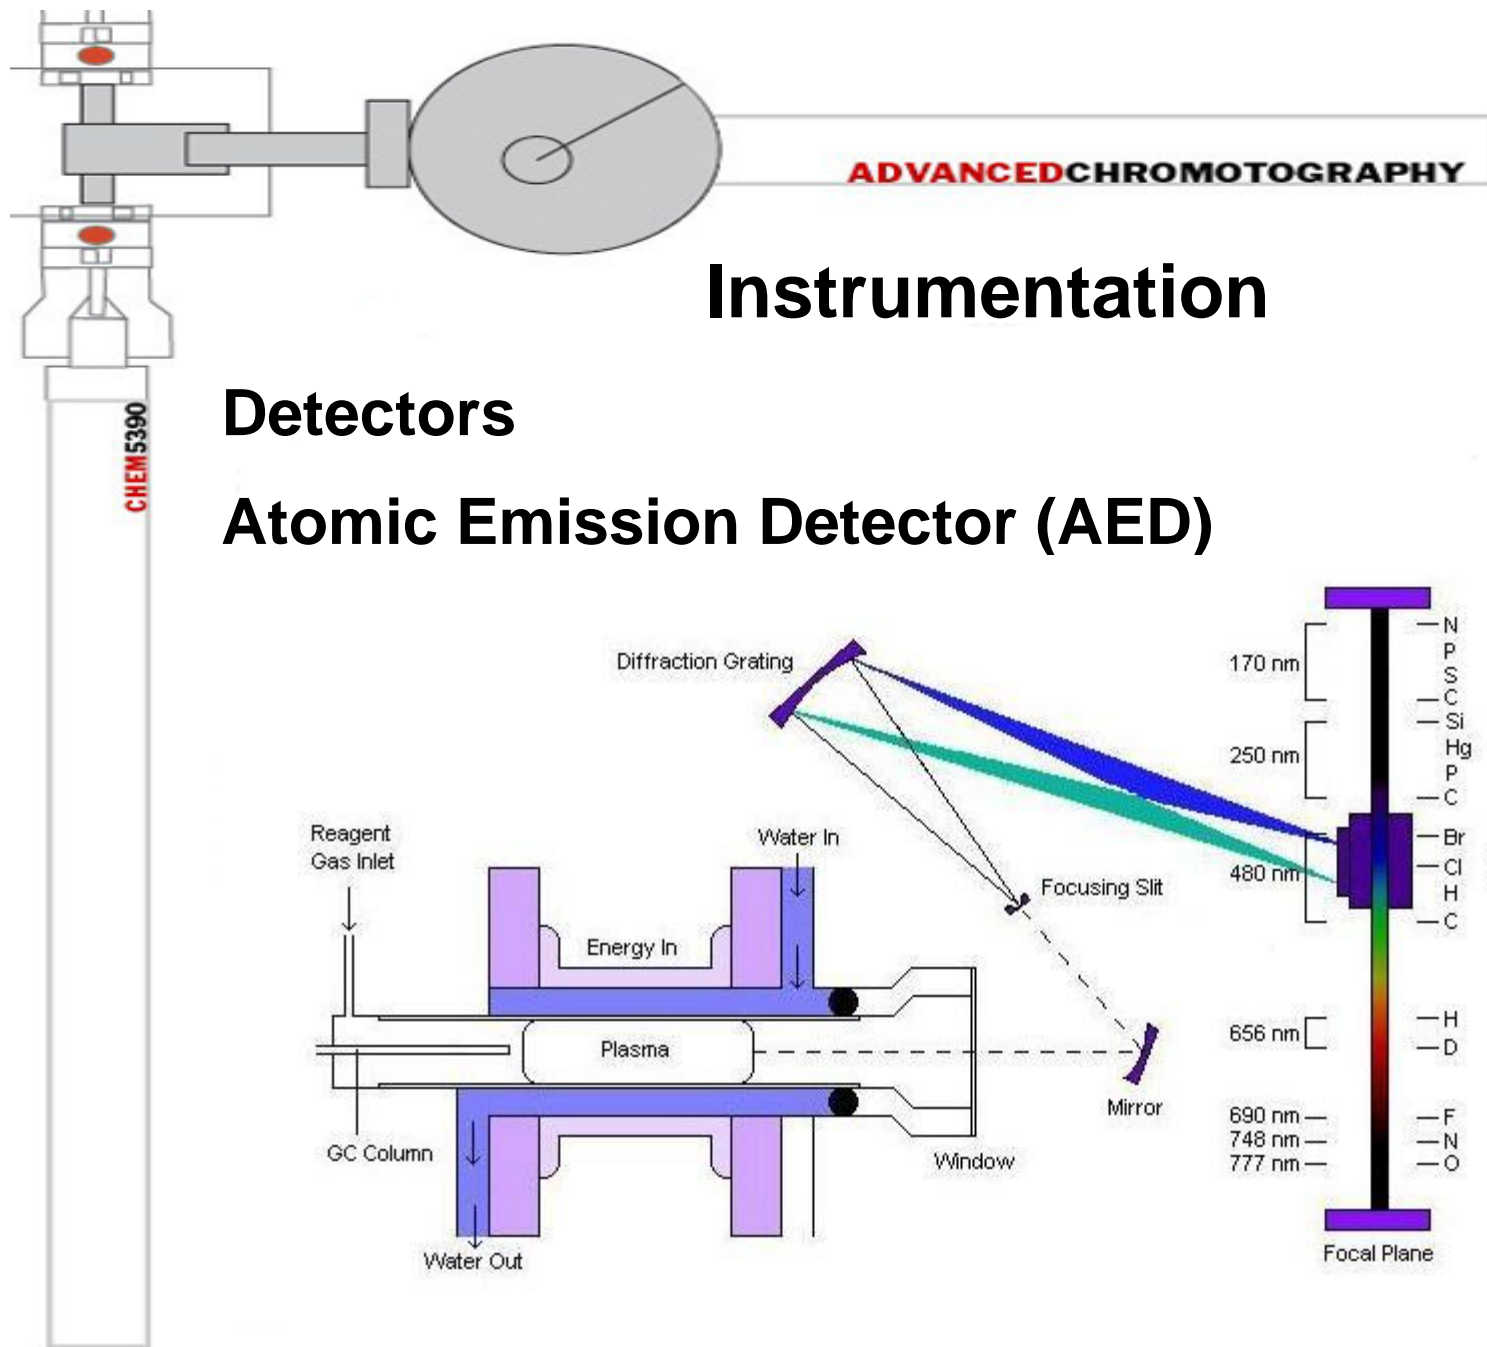 ADVANCEDCHROMOTOGRAPHY
Instrumentation
CHEM5390
Detectors
Atomic Emission Detector (AED)
Diffraction Grating
170 nm
N
P
S
C
250 nm
Si
Hg
P
C
480 nm
Br
Cl
H
C
656 nm
H
D
690 nm
F
748 nm
N
777 nm
O
Focal Plane
Reagent
Gas Inlet
Water In
Focusing Slit
Energy In
Plasma
Mirror
GC Column
Window
Water Out